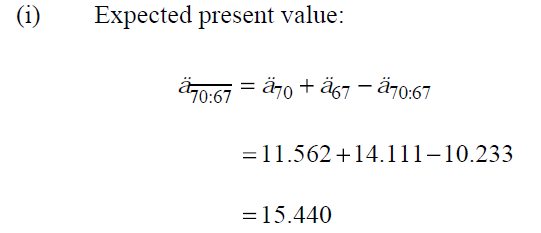 (i) Expected present value:
ä_{\overline{70:67}} = ä_{70} + ä_{67} − ä_{70:67}
=11.562+14.111−10.233
=15.440